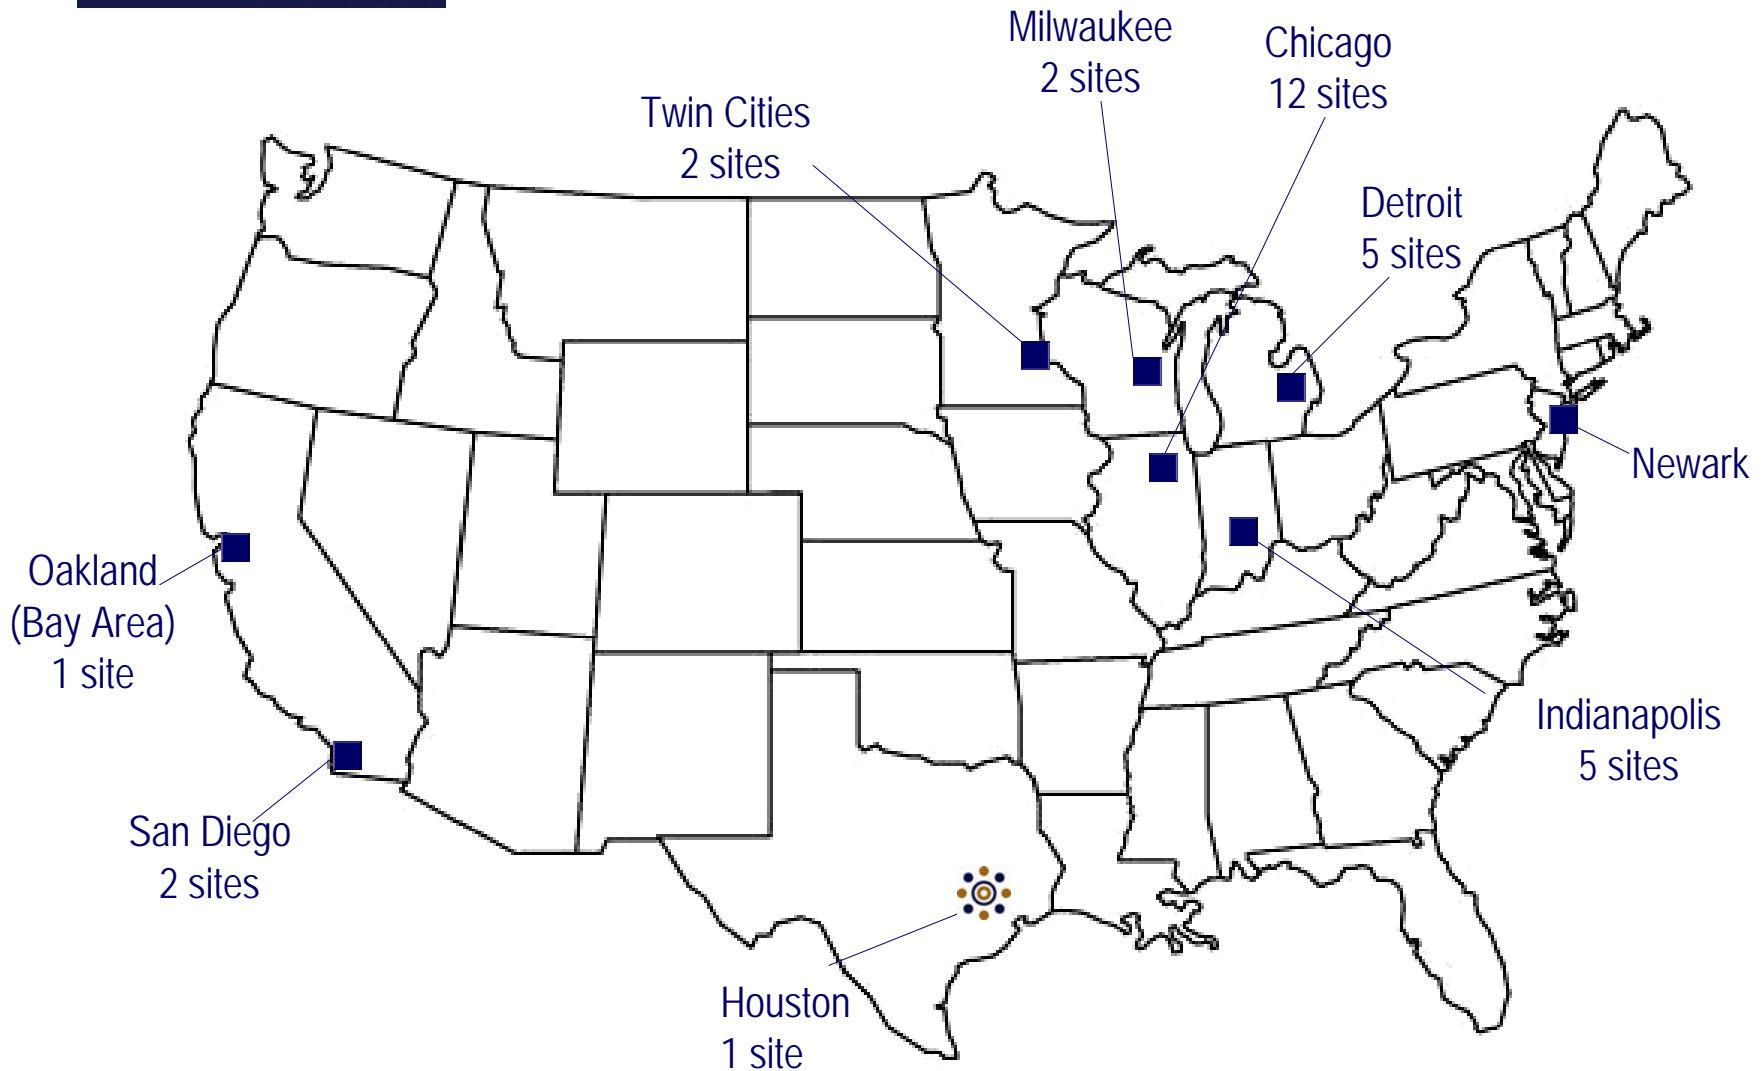 Milwaukee
2 sites
Chicago
12 sites
Twin Cities
2 sites
Detroit
5 sites
Newark
Oakland
(Bay Area)
1 site
Indianapolis
5 sites
San Diego
2 sites
Houston
1 site